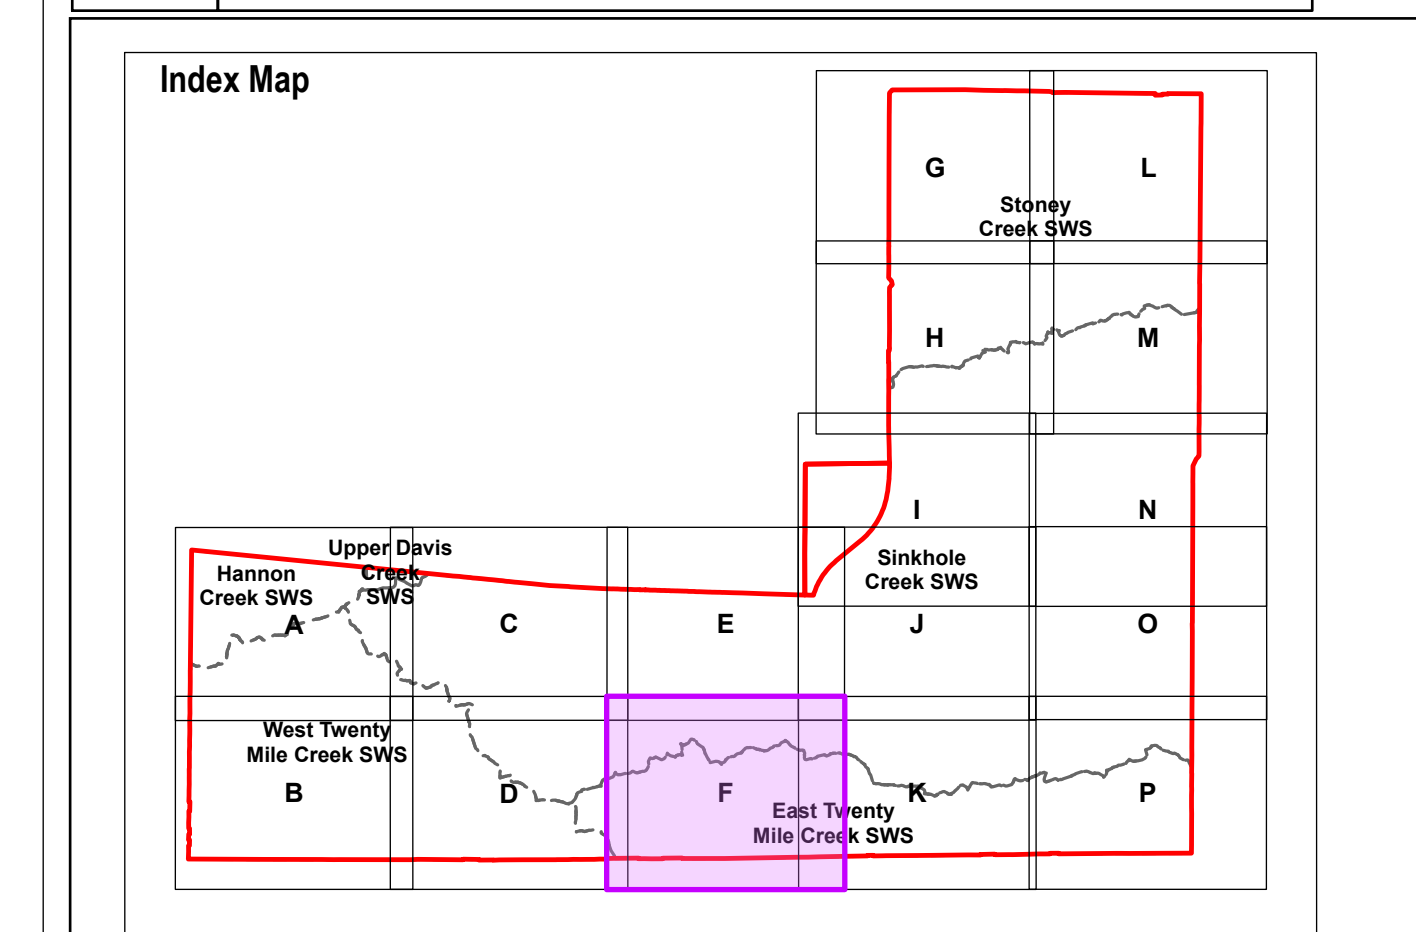 Index Map
G
L
Stoney
Creek SWS
H
M
I
N
Sinkhole
Creek SWS
Upper Davis
Creek
SWS
Hannon
Creek SWS
A
C
E
J
O
West Twenty
Mile Creek SWS
B
D
F
K
P
East Twenty
Mile Creek SWS